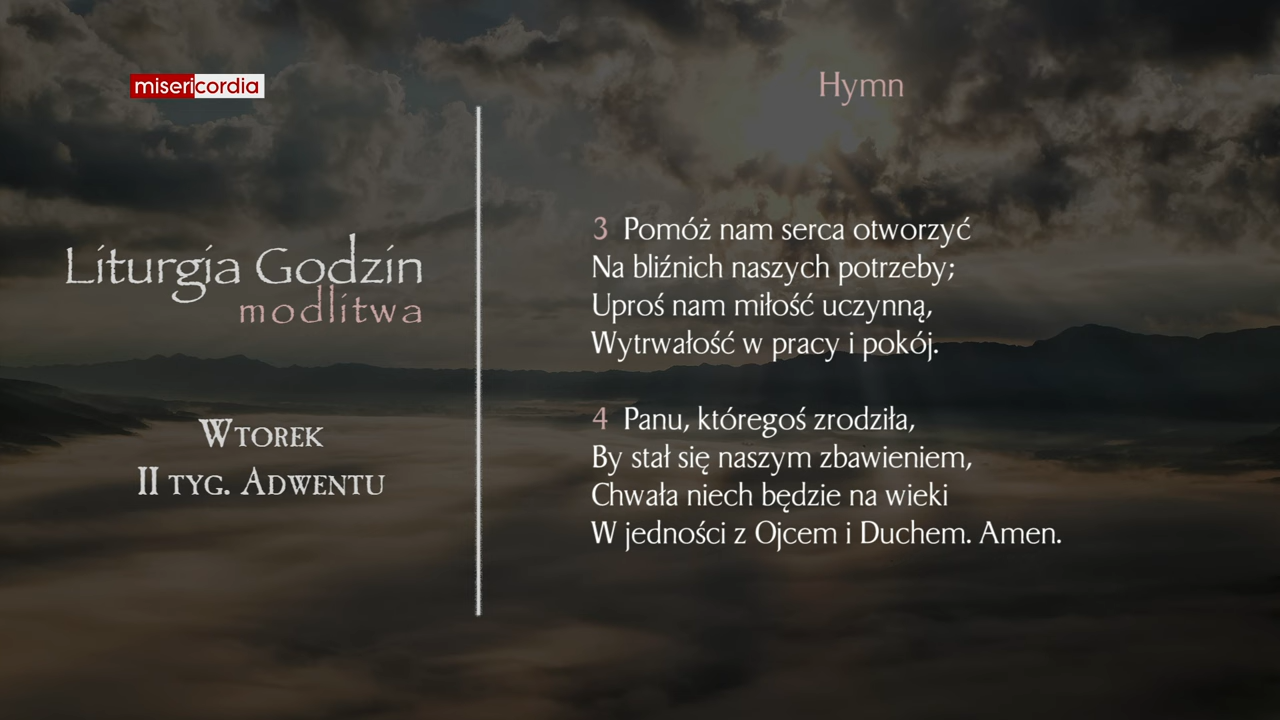 misericordia
Liturgia Godzin
modlitwa
Wtorek
II tyg. Adwentu
Hymn
3 Pomóż nam serca otworzyć
Na bliźnich naszych potrzeby;
Uproś nam miłość uczynną,
Wytrwałość w pracy i pokój.
4 Panu, któregoś zrodziła,
By stał się naszym zbawieniem,
Chwała niech będzie na wieki
W jedności z Ojcem i Duchem. Amen.